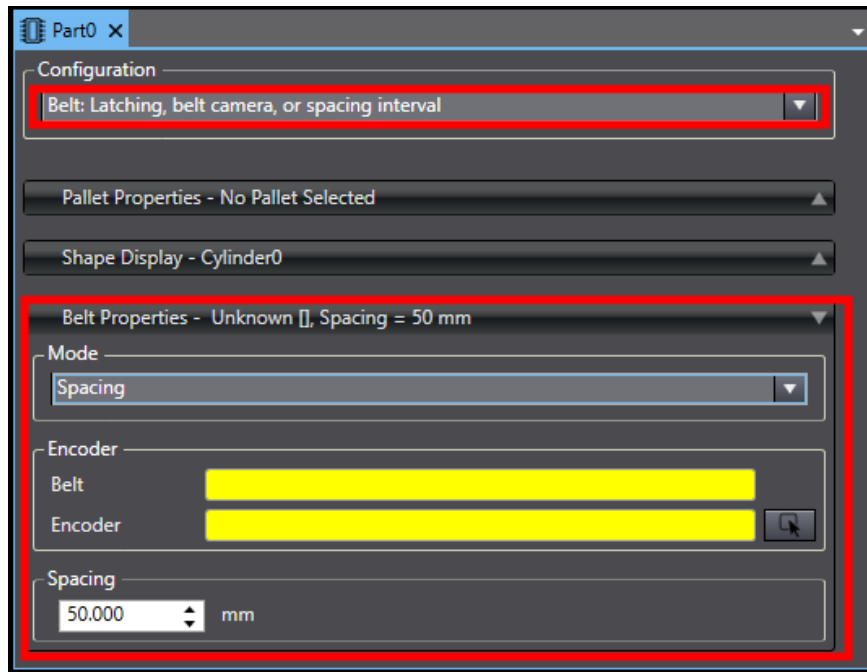 Part0
Configuration
Belt: Latching, belt camera, or spacing interval
Pallet Properties - No Pallet Selected
Shape Display - Cylinder0
Belt Properties - Unknown [], Spacing = 50 mm
Mode
Spacing
Encoder
Belt
Encoder
Spacing
50.000 mm